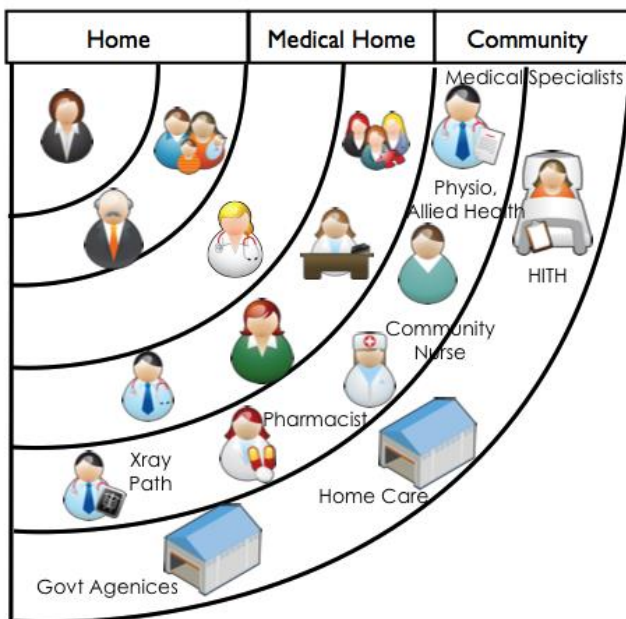 Home
Medical Home
Community
Medical Specialists
Physio,
Allied Health
HITH
Community
Nurse
Pharmacist
Xray
Path
Home Care
Govt Agenices